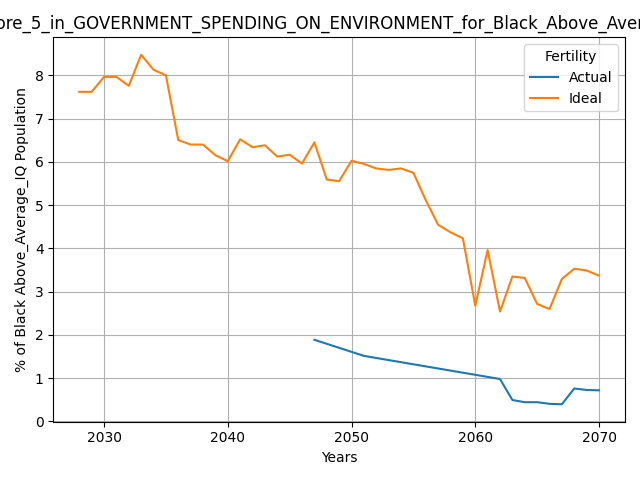 ore_5_in_GOVERNMENT_SPENDING_ON_ENVIRONMENT_for_Black_Above_Aver
Fertility
Actual
Ideal
% of Black Above_Average_IQ Population
8
7
6
5
4
3
2
1
0
2030 2040 2050 2060 2070
Years